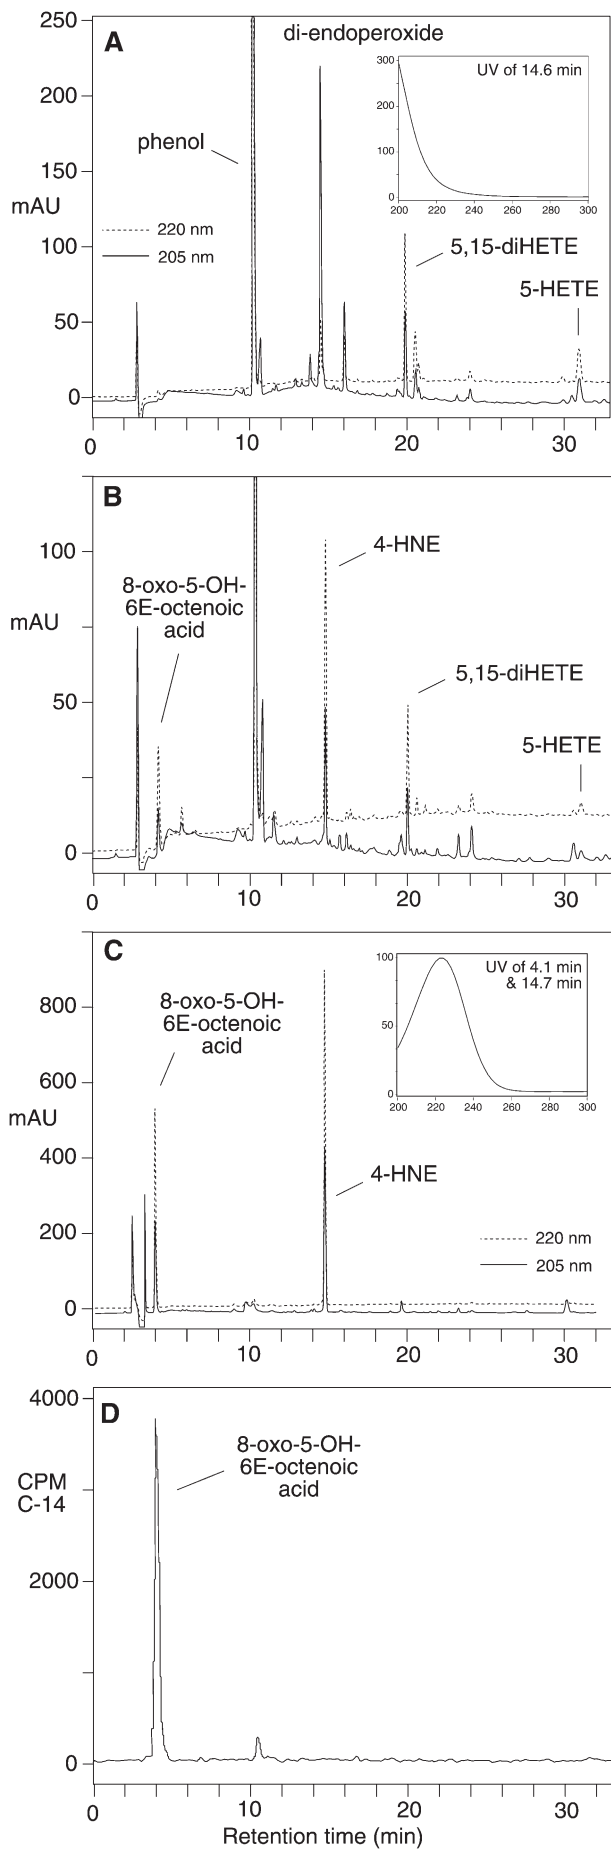 A
di-endoperoxide
250
200
150
100
50
0
mAU
phenol
220 nm
205 nm
UV of 14.6 min
300
200
100
0
200 220 240 260 280 300
5,15-diHETE
5-HETE
0 10 20 30
B
100
50
0
mAU
8-oxo-5-OH-
6E-octenoic
acid
4-HNE
5,15-diHETE
5-HETE
0 10 20 30
C
800
600
400
200
0
mAU
8-oxo-5-OH-
6E-octenoic
acid
UV of 4.1 min
& 14.7 min
100
50
0
200 220 240 260 280 300
4-HNE
220 nm
205 nm
0 10 20 30
D
4000
2000
0
CPM
C-14
8-oxo-5-OH-
6E-octenoic
acid
0 10 20 30
Retention time (min)